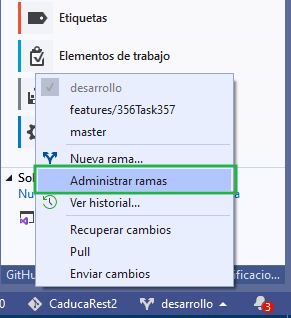 Etiquetas
Elementos de trabajo
desarrollo
features/356Task357
master
Nueva rama...
Administrar ramas
Ver historial...
Recuperar cambios
Pull
Enviar cambios
Sol
Nu
a
GitHu
ificacio...
0 CaducaRest2 desarrollo 3